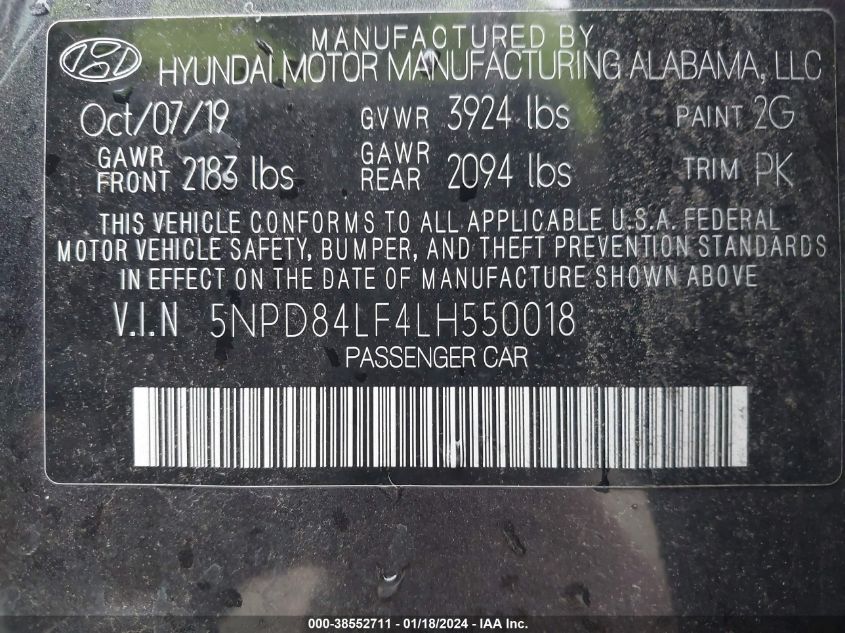 MANUFACTURED BY
HYUNDAI MOTOR MANUFACTURING ALABAMA, LLC
Oct/07/19 GVWR 3924 lbs PAINT 2G
GAWR FRONT 2183 lbs GAWR REAR 2094 lbs TRIM PK
THIS VEHICLE CONFORMS TO ALL APPLICABLE U.S.A. FEDERAL
MOTOR VEHICLE SAFETY, BUMPER, AND THEFT PREVENTION STANDARDS
IN EFFECT ON THE DATE OF MANUFACTURE SHOWN ABOVE
V.I.N 5NPD84LF4LH550018
PASSENGER CAR
000-38552711 - 01/18/2024 - IAA Inc.